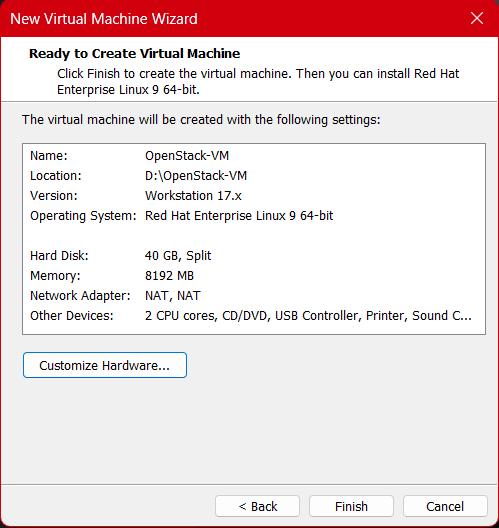 New Virtual Machine Wizard
Ready to Create Virtual Machine
Click Finish to create the virtual machine. Then you can install Red Hat
Enterprise Linux 9 64-bit.
The virtual machine will be created with the following settings:
Name: OpenStack-VM
Location: D:\OpenStack-VM
Version: Workstation 17.x
Operating System: Red Hat Enterprise Linux 9 64-bit
Hard Disk: 40 GB, Split
Memory: 8192 MB
Network Adapter: NAT, NAT
Other Devices: 2 CPU cores, CD/DVD, USB Controller, Printer, Sound C...
Customize Hardware...
< Back Finish Cancel